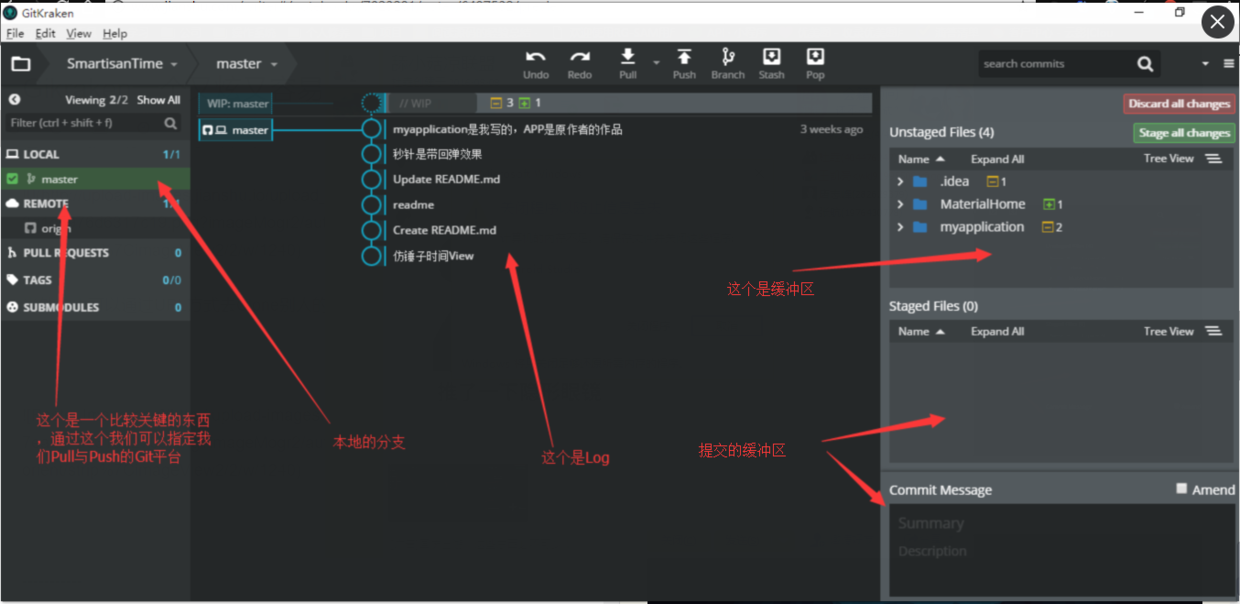 GitKraken
File Edit View Help
SmartisanTime
master
Undo
Redo
Pull
Push
Branch
Stash
Pop
search commits
Viewing 2/2 Show All
Filter (ctrl + shift + f)
LOCAL 1/1
master
REMOTE
origin
PULL REQUESTS 0
TAGS 0/0
SUBMODULES 0
WIP: master // WIP 3 1
master myapplication是我写的，APP是原作者的作品 3 weeks ago
秒针是带回弹效果
Update README.md
readme
Create README.md
仿锤子时间View
Discard all changes
Unstaged Files (4) Stage all changes
Name Expand All Tree View
.idea 1
MaterialHome 1
myapplication 2
Staged Files (0)
Name Expand All Tree View
Commit Message Amend
Summary
Description
这个是一个比较关键的东西
，通过这个我们可以指定我
们Pull与Push的Git平台
本地的分支
这个是Log
这个是缓冲区
提交的缓冲区